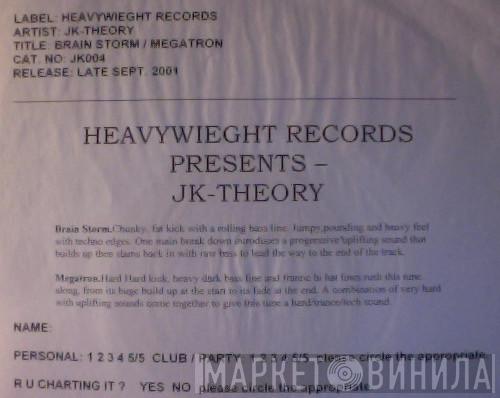 LABEL: HEAVYWIEGHT RECORDS
ARTIST: JK-THEORY
TITLE: BRAIN STORM / MEGATRON
CAT. NO: JK004
RELEASE: LATE SEPT. 2001
HEAVYWIEGHT RECORDS
PRESENTS –
JK-THEORY
Brain Storm.Chunky, fat kick with a rolling bass line. Jumpy,pounding and heavy feel
with techno edges. One main break down introduces a progressive/uplifting sound that
builds up then slams back in with raw bass to lead the way to the end of the track.
Megatron.Hard Hard kick, heavy dark bass line and frantic hi hat lines rush this tune
along, from its huge build up at the start to its fade at the end. A combination of very hard
with uplifting sounds come together to give this tune a hard/trance/tech sound.
NAME:
PERSONAL: 1 2 3 4 5/5 CLUB / PARTY 1 2 3 4 5/5 please circle the appropriate
R U CHARTING IT ? YES NO please circle the appropriate
МАРКЕТ ВИНИЛА